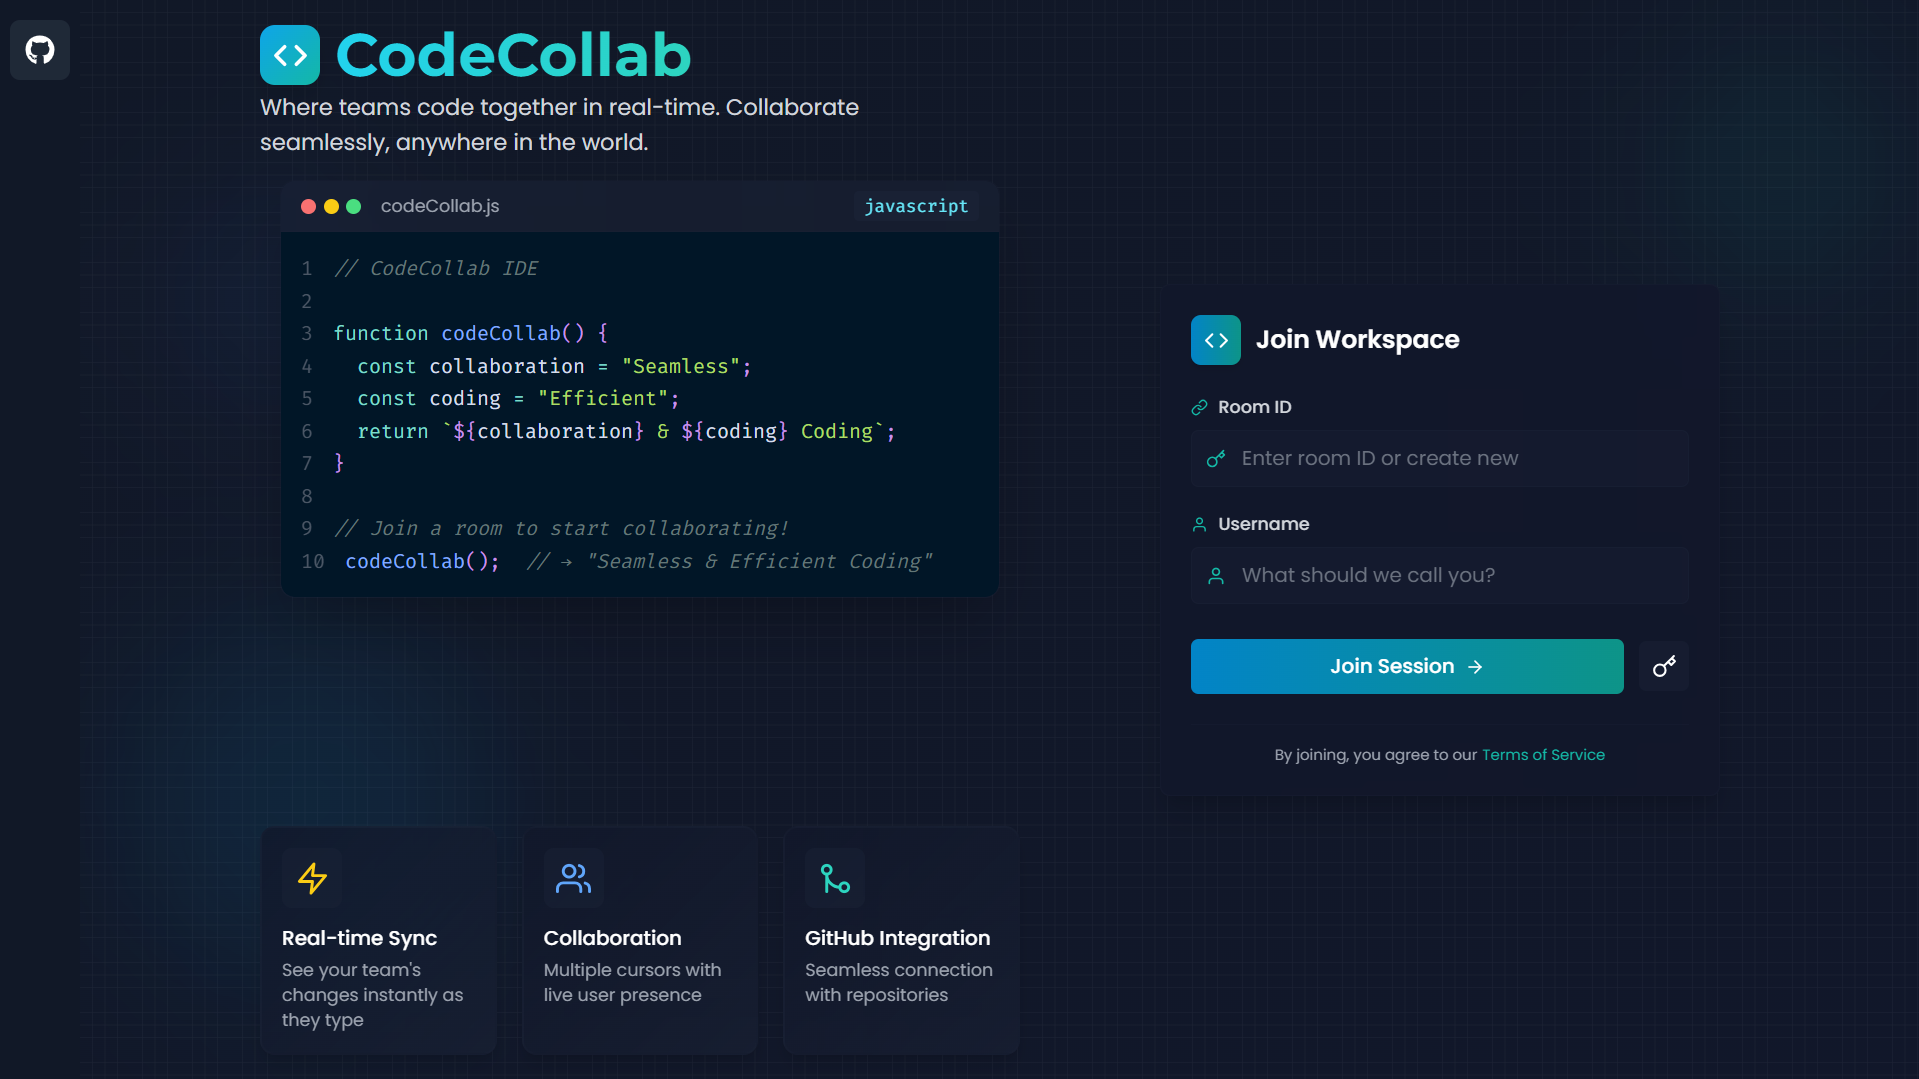 CodeCollab
Where teams code together in real-time. Collaborate
seamlessly, anywhere in the world.
codeCollab.js
javascript
1 // CodeCollab IDE
2
3 function codeCollab() {
4 const collaboration = "Seamless";
5 const coding = "Efficient";
6 return `${collaboration} & ${coding} Coding`;
7 }
8
9 // Join a room to start collaborating!
10 codeCollab(); // → "Seamless & Efficient Coding"
Join Workspace
Room ID
Enter room ID or create new
Username
What should we call you?
Join Session →
By joining, you agree to our Terms of Service
Real-time Sync
See your team's
changes instantly as
they type
Collaboration
Multiple cursors with
live user presence
GitHub Integration
Seamless connection
with repositories